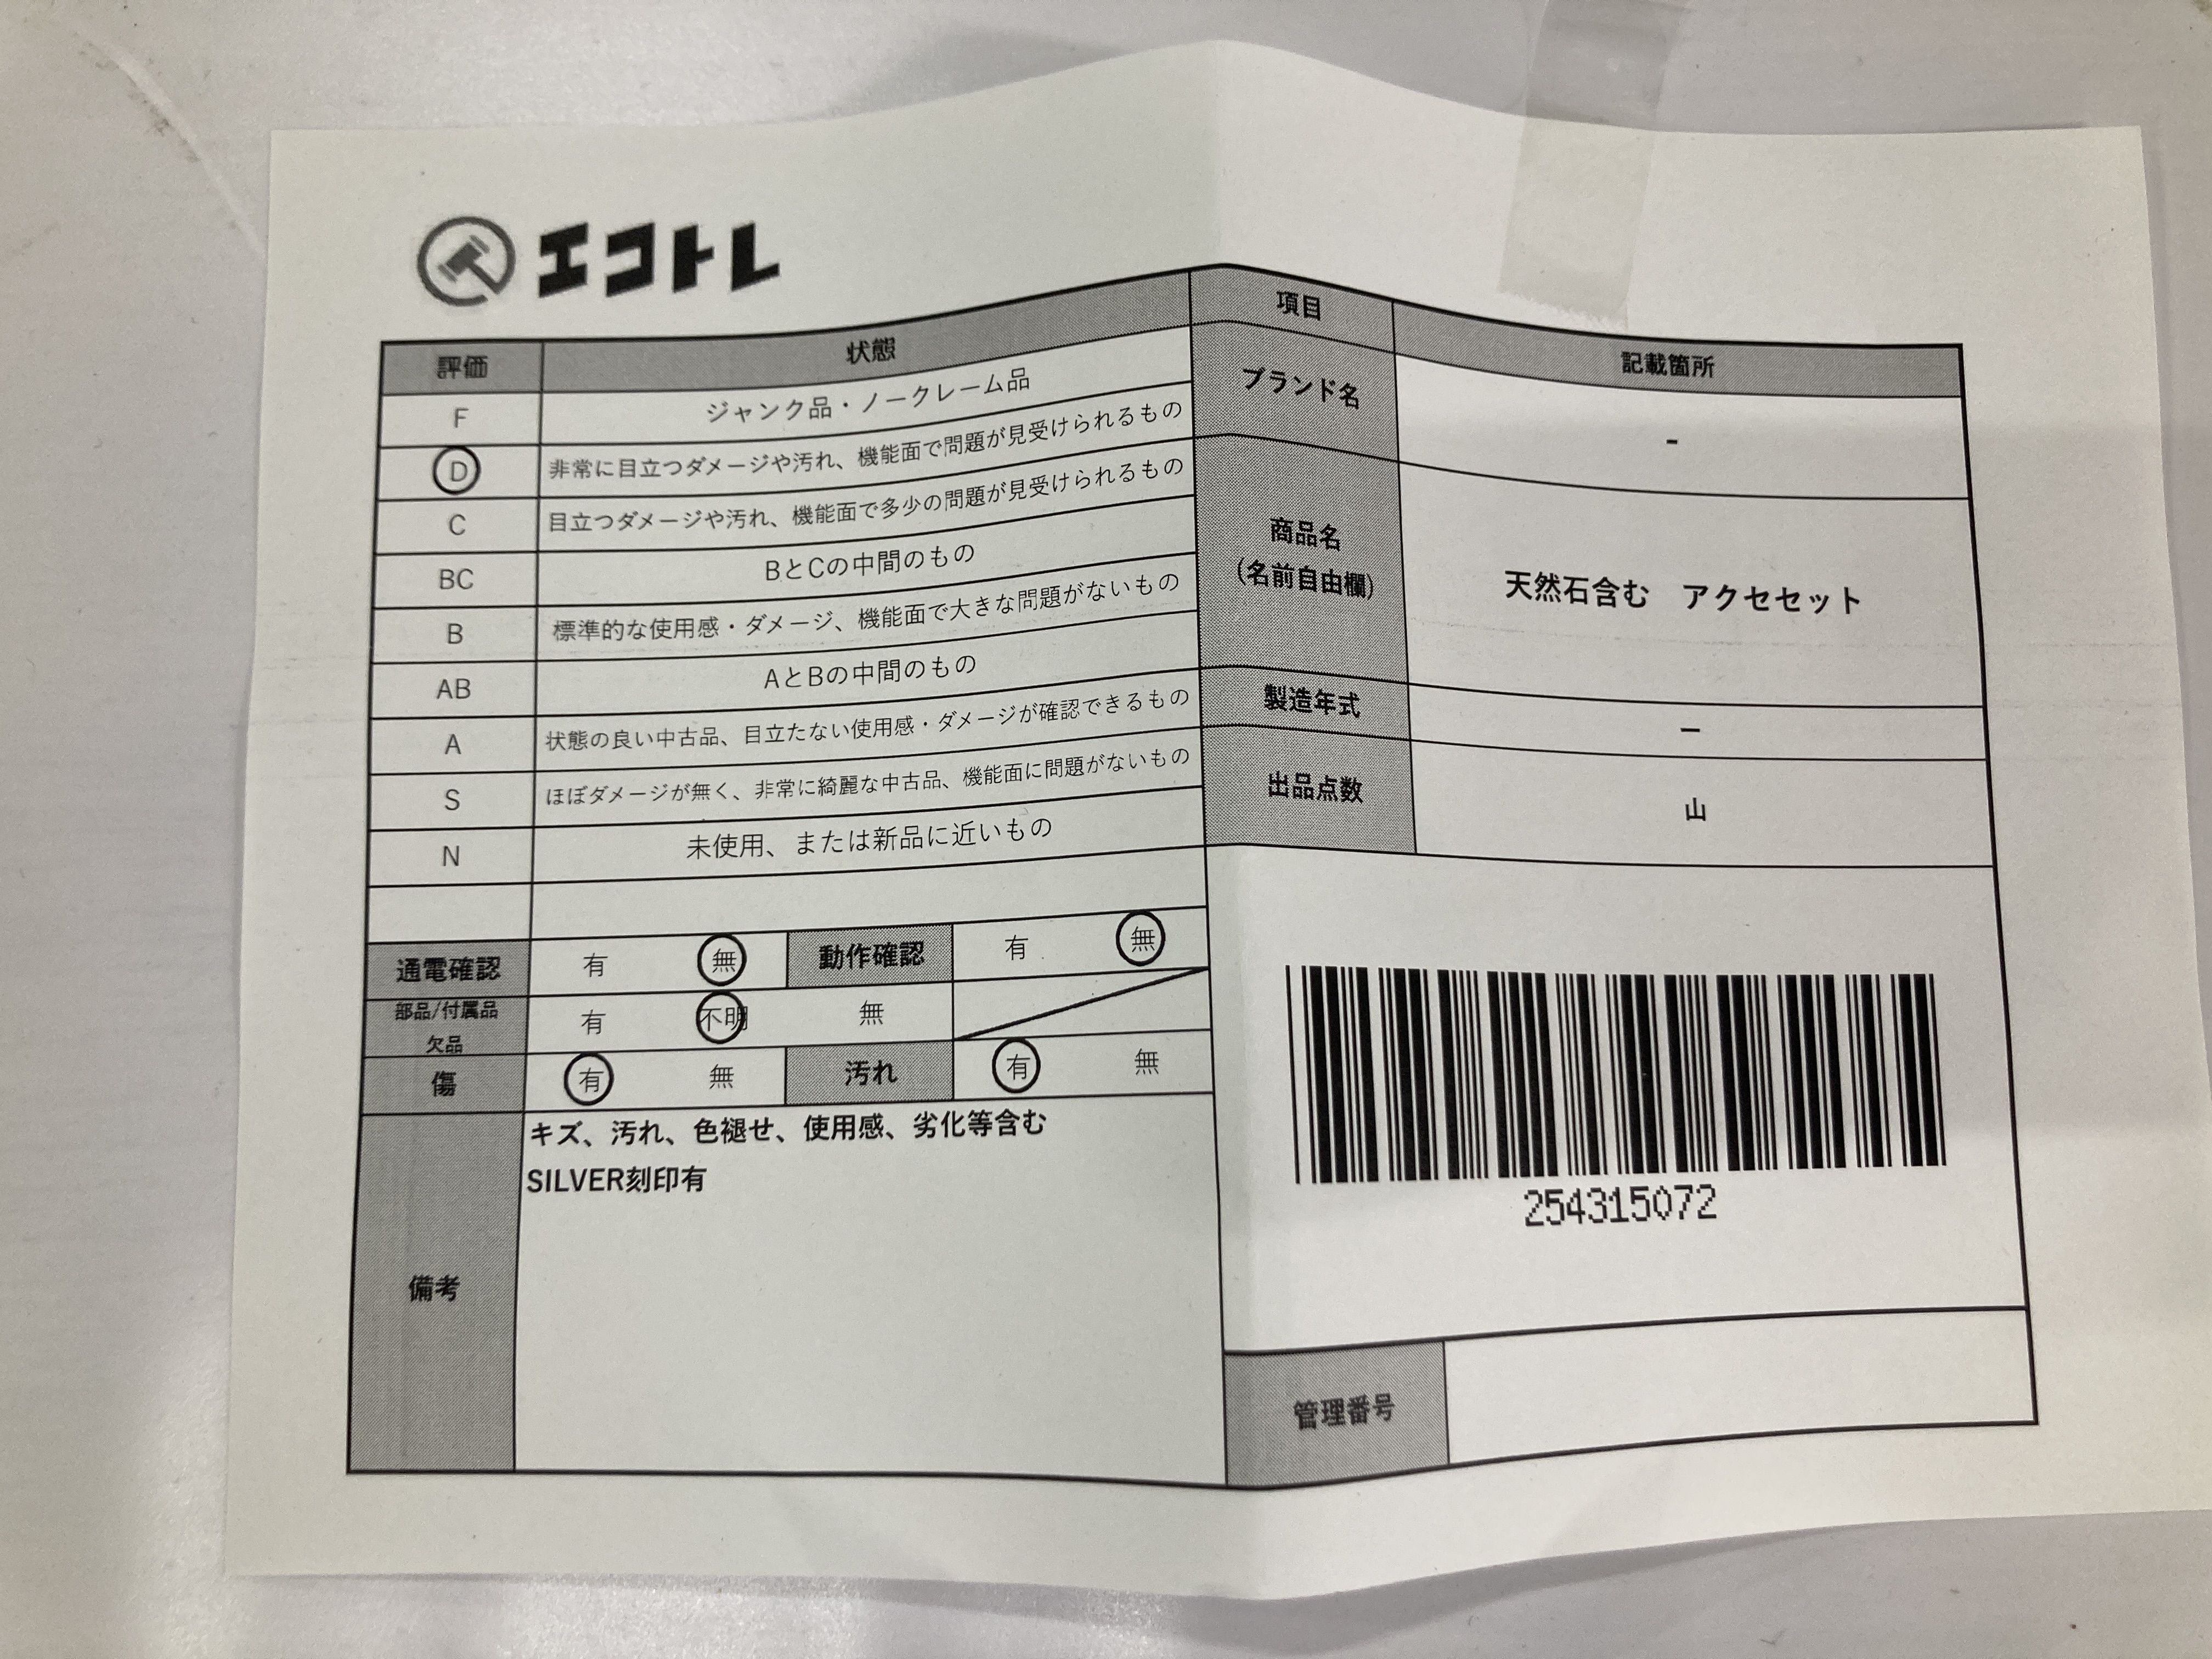 エコトレ
評価 状態
F ジャンク品・ノークレーム品
D 非常に目立つダメージや汚れ、機能面で問題が見受けられるもの
C 目立つダメージや汚れ、機能面で多少の問題が見受けられるもの
BC BとCの中間のもの
B 標準的な使用感・ダメージ、機能面で大きな問題がないもの
AB AとBの中間のもの
A 状態の良い中古品、目立たない使用感・ダメージが確認できるもの
S ほぼダメージが無く、非常に綺麗な中古品、機能面に問題がないもの
N 未使用、または新品に近いもの
通電確認 有 無 動作確認 有 無
部品/付属品
欠品
有 不明 無
傷 有 無 汚れ 有 無
備考
キズ、汚れ、色褪せ、使用感、劣化等含む
SILVER刻印有
項目 記載箇所
ブランド名 -
商品名
(名前自由欄)
天然石含む アクセセット
製造年式 ー
出品点数 山
254315072
管理番号